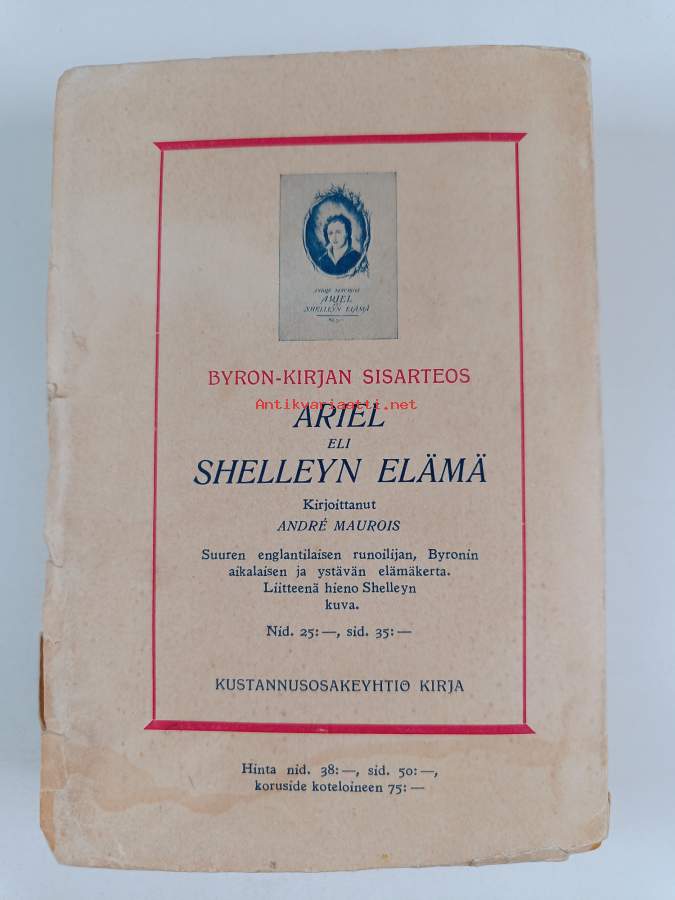 ANDRÉ MAUROIS
ARIEL
SHELLEYN ELÄMÄ
BYRON-KIRJAN SISARTEOS
Antikvariaatti.net
ARIEL
ELI
SHELLEYN ELÄMÄ
Kirjoittanut
ANDRÉ MAUROIS
Suuren englantilaisen runoilijan, Byronin
aikalaisen ja ystävän elämäkerta.
Liitteenä hieno Shelleyn
kuva.
Nid. 25:—, sid. 35:—
KUSTANNUSOSAKEYHTIÖ KIRJA
Hinta nid. 38:—, sid. 50:—,
koruside koteloineen 75:—